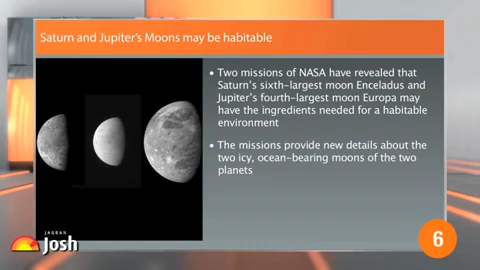 Saturn and Jupiter's Moons may be habitable
• Two missions of NASA have revealed that
Saturn's sixth-largest moon Enceladus and
Jupiter's fourth-largest moon Europa may
have the ingredients needed for a habitable
environment
• The missions provide new details about the
two icy, ocean-bearing moons of the two
planets
JAGRAN
Josh
6